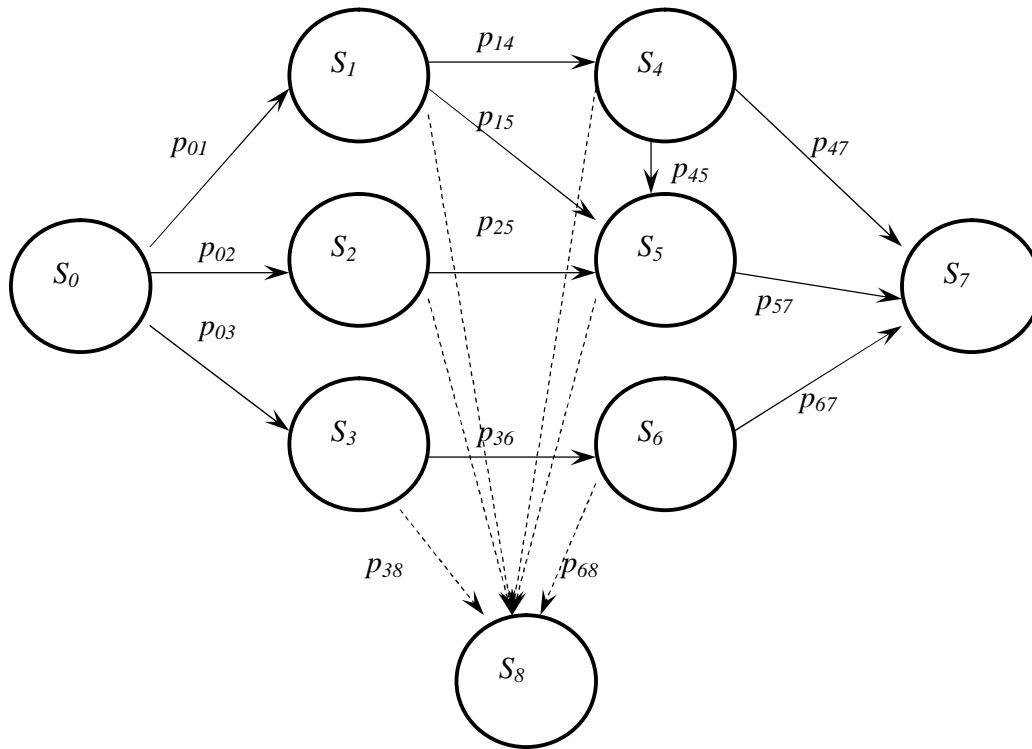 S₁
p₁₄
S₄
p₀₁
p₁₅
p₄₇
p₄₅
p₀₂
S₂
p₂₅
S₅
S₀
S₇
p₅₇
p₀₃
S₃
p₃₆
S₆
p₆₇
p₃₈
p₆₈
S₈